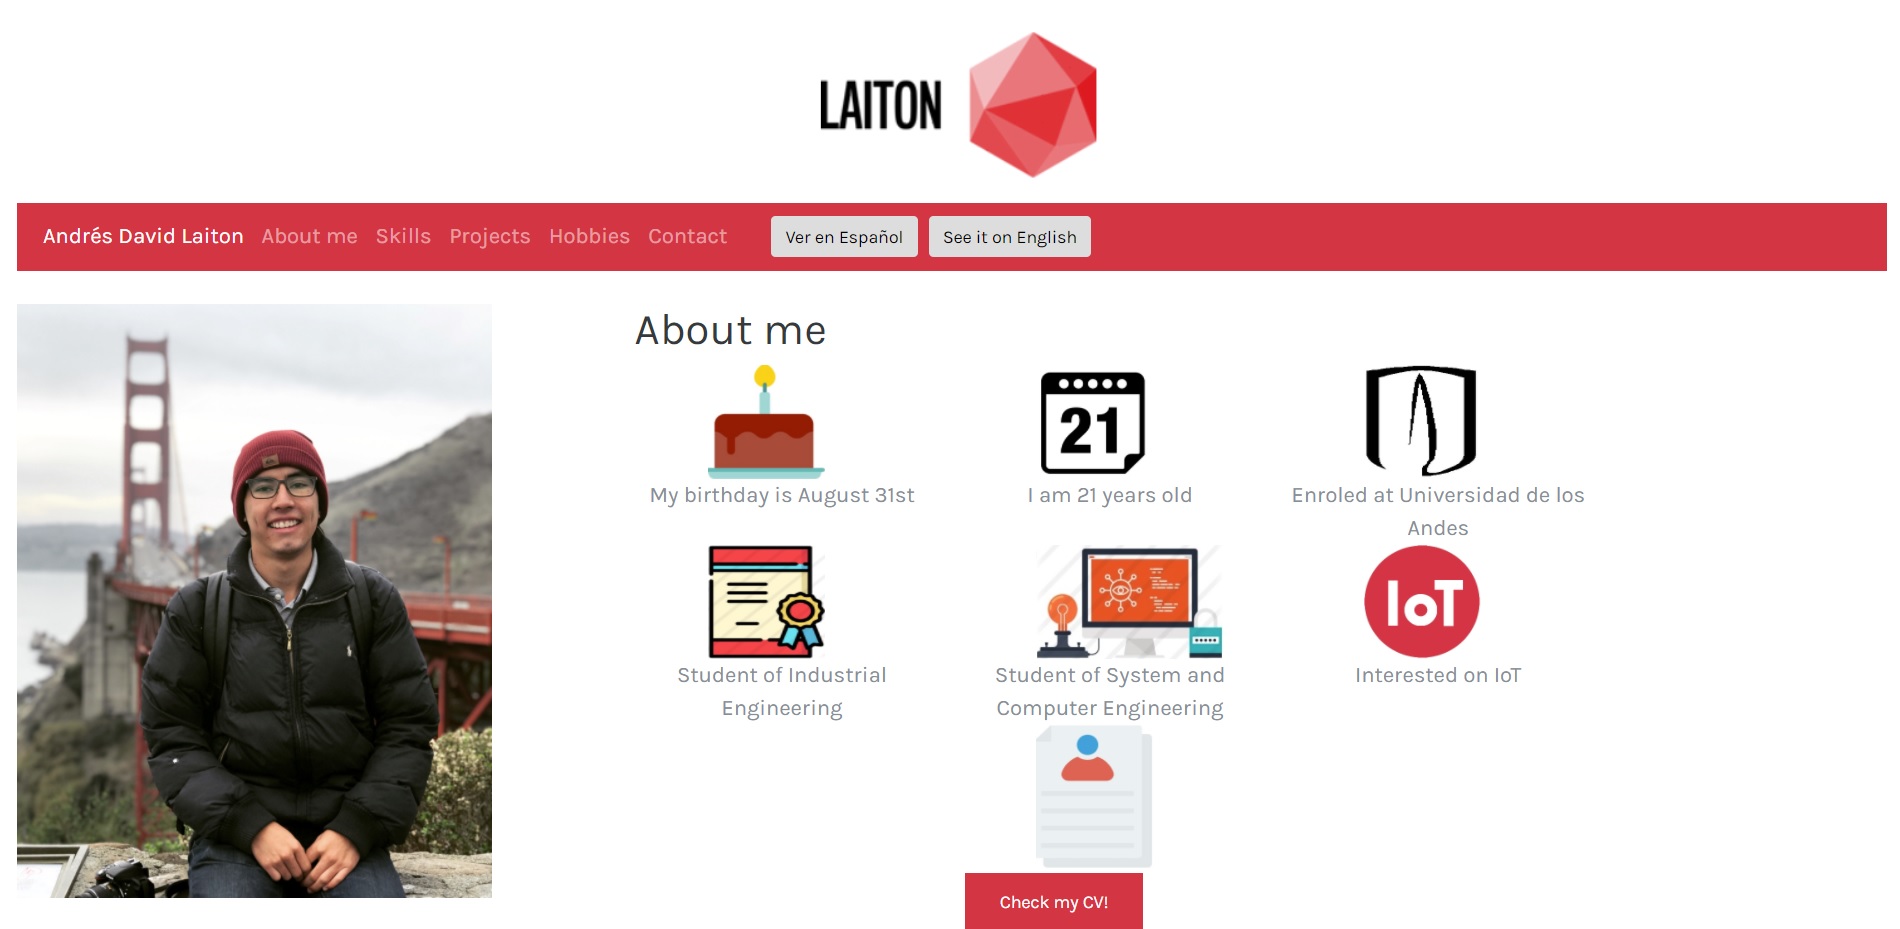 LAITON
Andrés David Laiton About me Skills Projects Hobbies Contact Ver en Español See it on English
About me
21
My birthday is August 31st
I am 21 years old
Enroled at Universidad de los
Andes
IoT
Student of Industrial
Engineering
Student of System and
Computer Engineering
Interested on IoT
Check my CV!